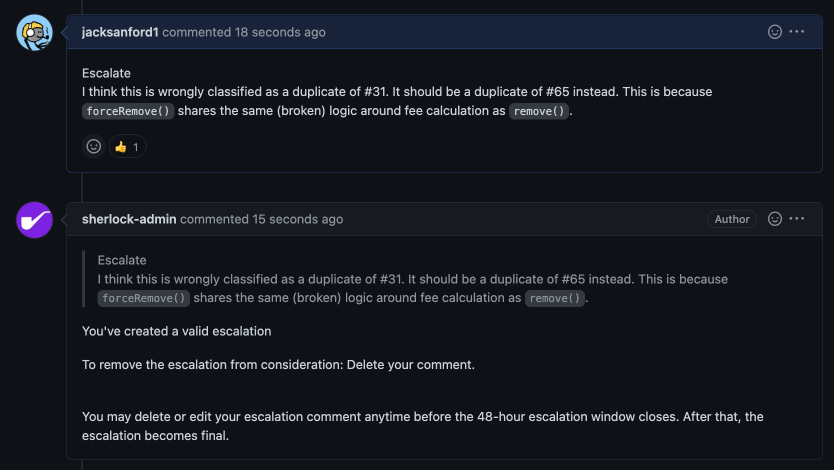 jacksanford1 commented 18 seconds ago
Escalate
I think this is wrongly classified as a duplicate of #31. It should be a duplicate of #65 instead. This is because
forceRemove() shares the same (broken) logic around fee calculation as remove().
1
sherlock-admin commented 15 seconds ago
Author
Escalate
I think this is wrongly classified as a duplicate of #31. It should be a duplicate of #65 instead. This is because
forceRemove() shares the same (broken) logic around fee calculation as remove().
You've created a valid escalation
To remove the escalation from consideration: Delete your comment.
You may delete or edit your escalation comment anytime before the 48-hour escalation window closes. After that, the
escalation becomes final.